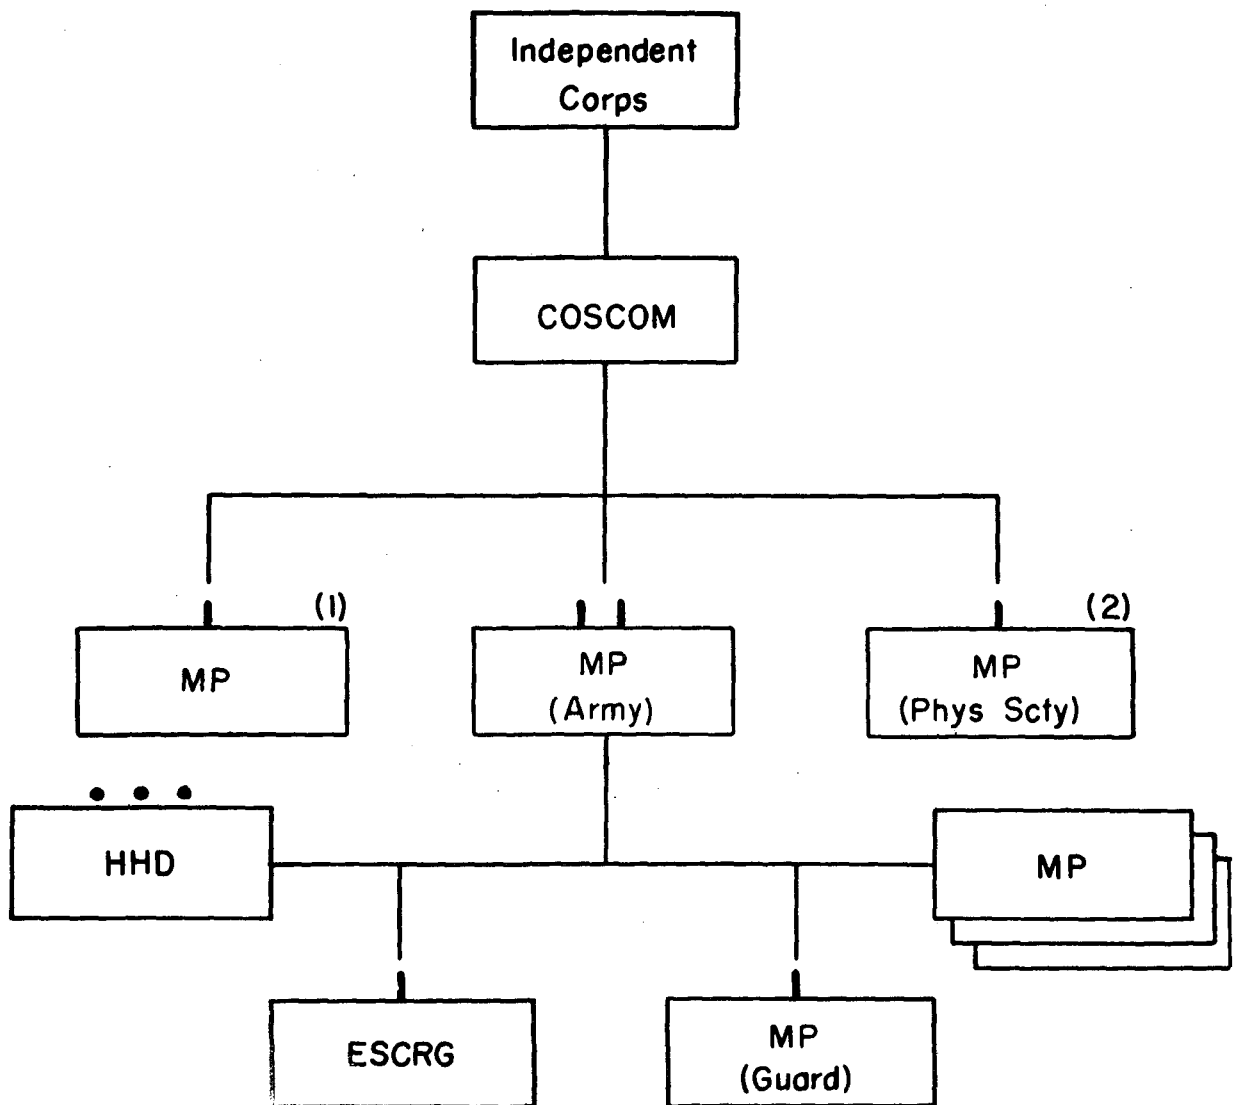 Independent
Corps
COSCOM
(1)
MP
MP
(Army)
(2)
MP
(Phys Scty)
HHD
MP
ESCRG
MP
(Guard)